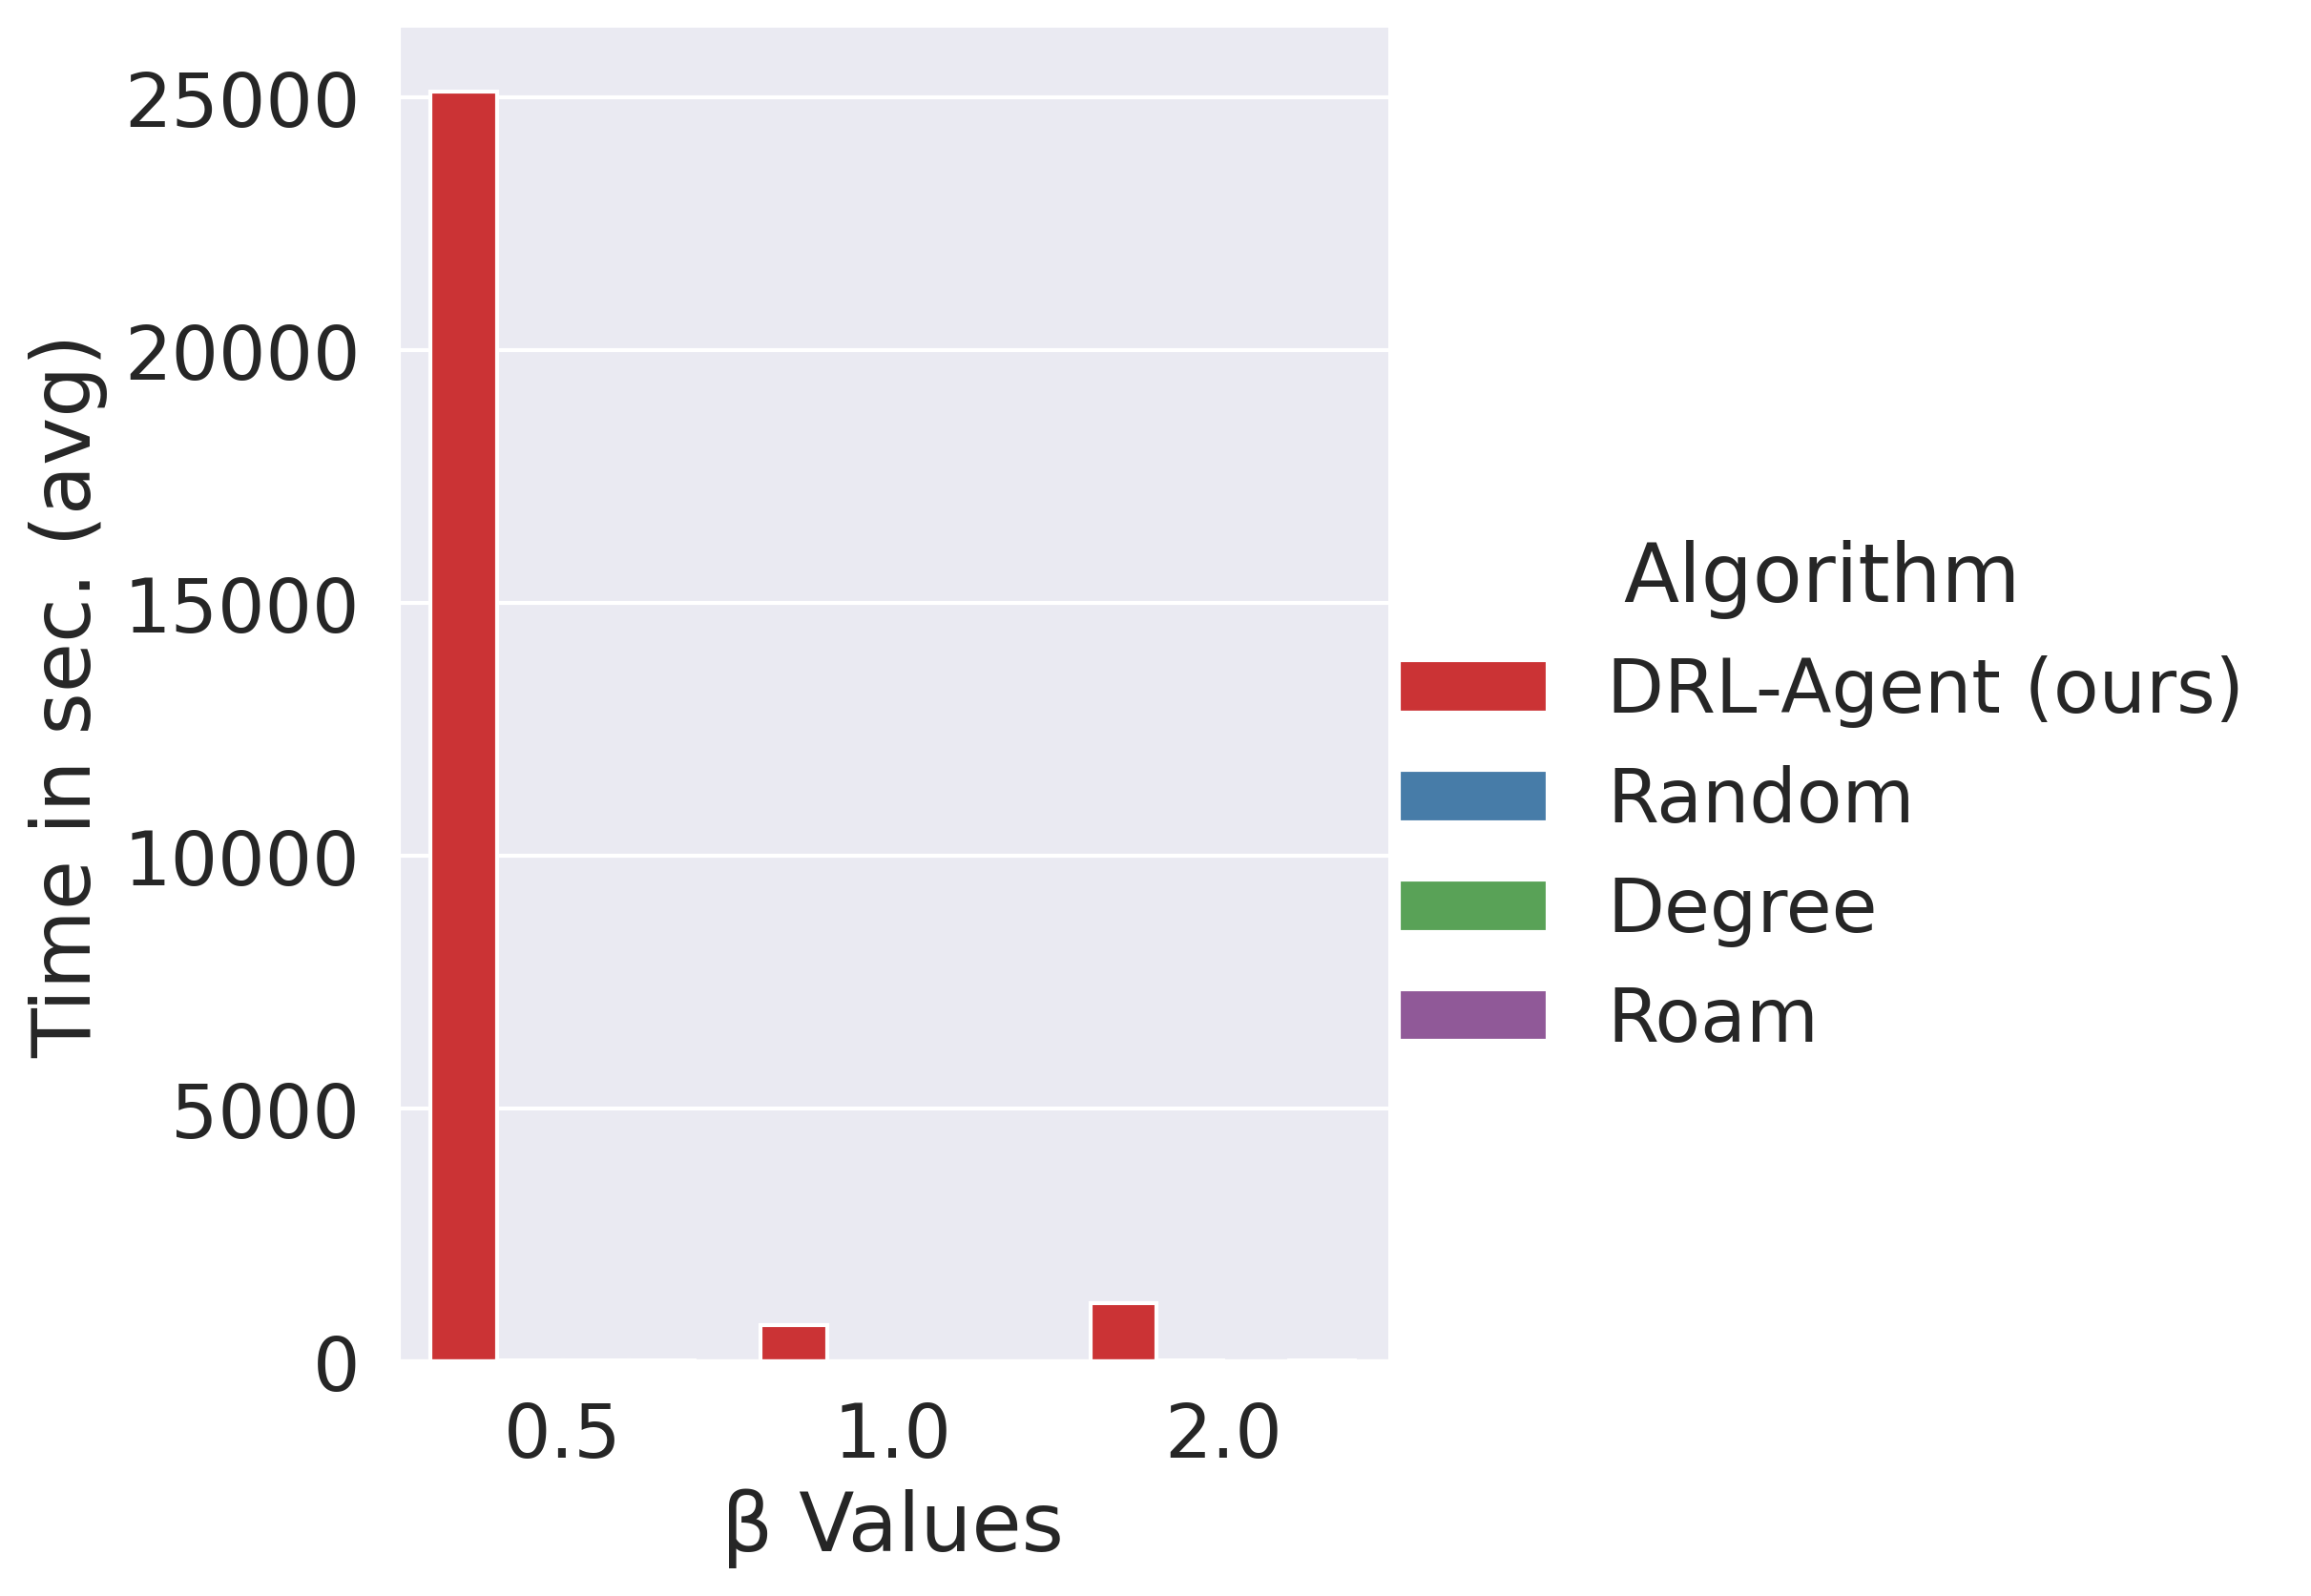 Time in sec. (avg)
25000
20000
15000
10000
5000
0
0.5 1.0 2.0
β Values
Algorithm
DRL-Agent (ours)
Random
Degree
Roam